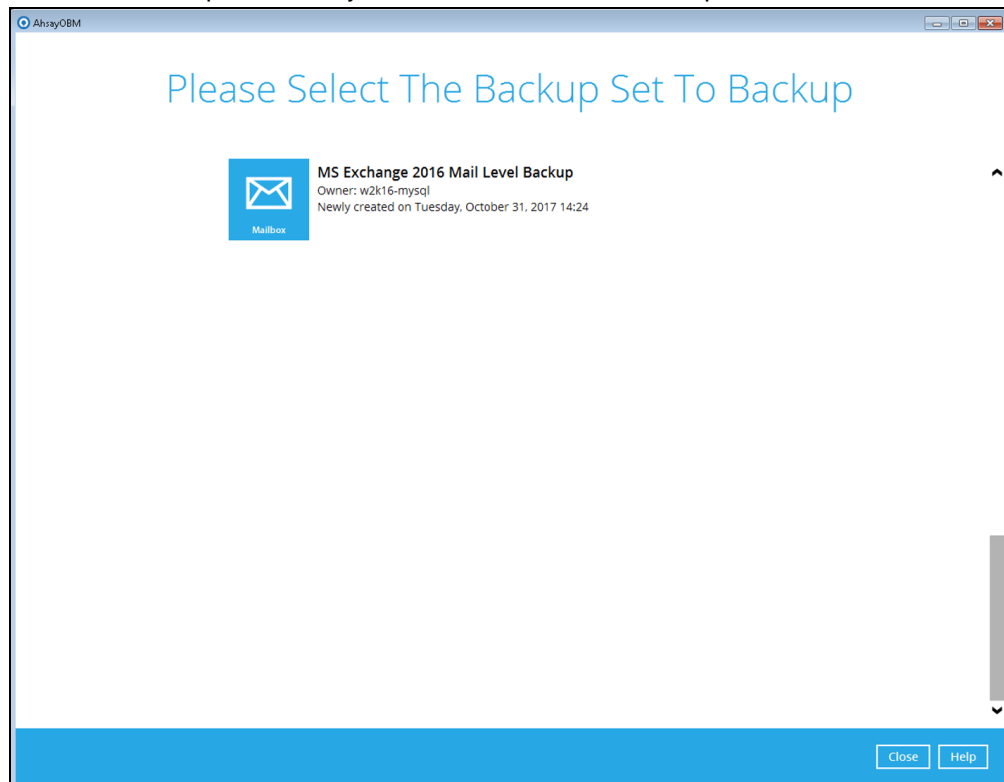 AhsayOBM
Please Select The Backup Set To Backup
MS Exchange 2016 Mail Level Backup
Owner: w2k16-mysql
Newly created on Tuesday, October 31, 2017 14:24
Mailbox
Close Help